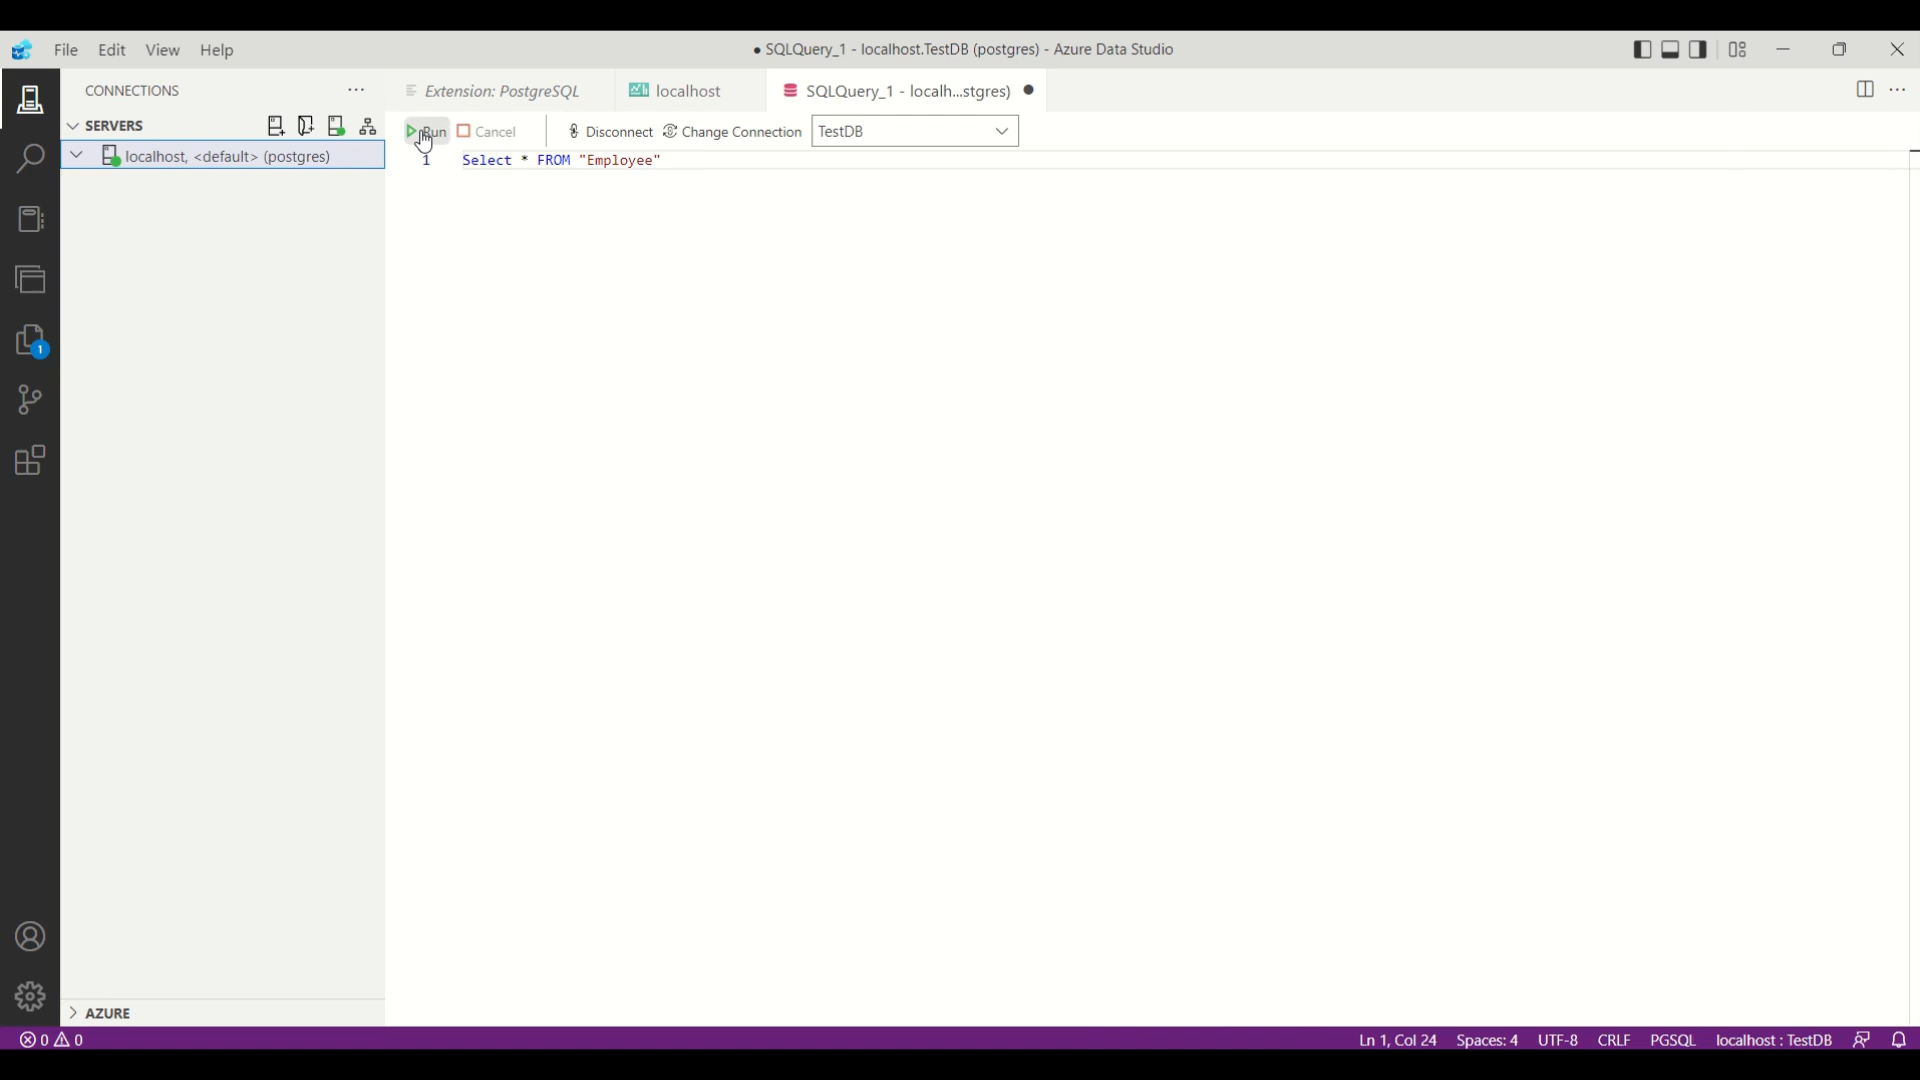 File Edit View Help
● SQLQuery_1 - localhost.TestDB (postgres) - Azure Data Studio
CONNECTIONS
Extension: PostgreSQL
localhost
SQLQuery_1 - localh...stgres)
SERVERS
Run Cancel Disconnect Change Connection TestDB
localhost, <default> (postgres)
1 Select * FROM "Employee"
1
AZURE
0 0
Ln 1, Col 24 Spaces: 4 UTF-8 CRLF PGSQL localhost : TestDB